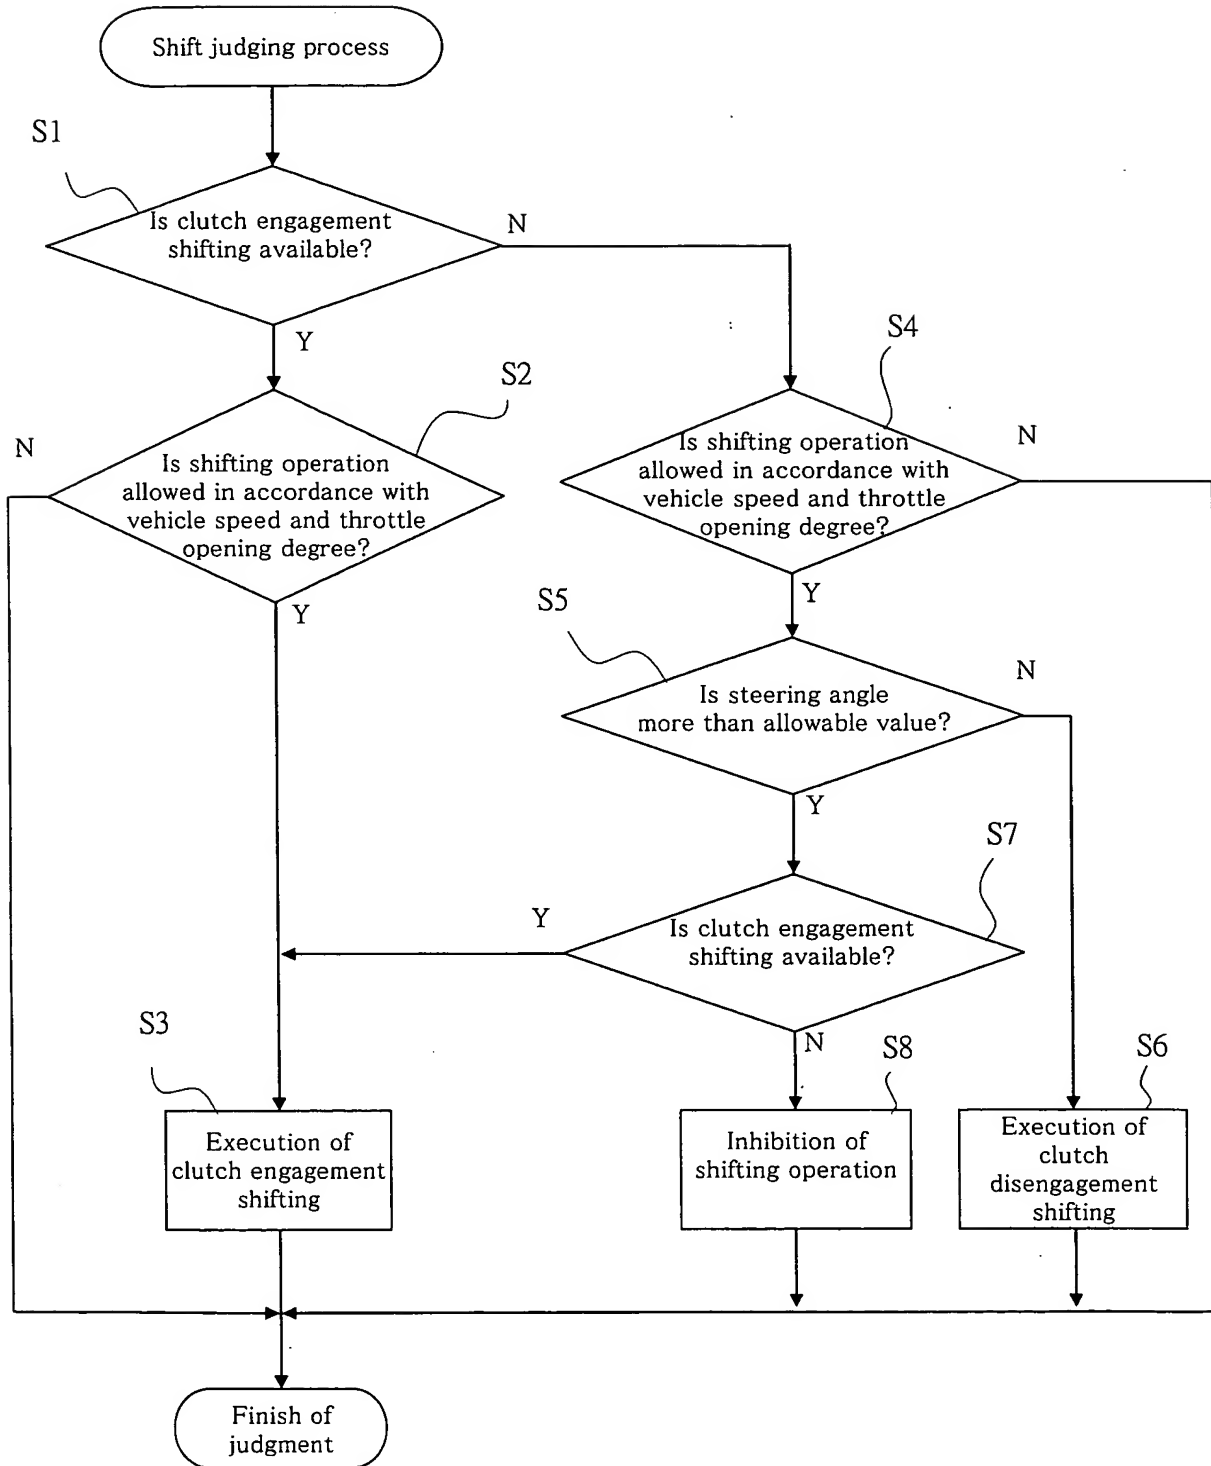 Shift judging process
S1
Is clutch engagement
shifting available?
N
Y
S2
S4
N
Is shifting operation
allowed in accordance with
vehicle speed and throttle
opening degree?
Y
Is shifting operation
allowed in accordance with
vehicle speed and throttle
opening degree?
N
Y
S5
Is steering angle
more than allowable value?
N
Y
S7
Is clutch engagement
shifting available?
Y
N
S3
S8
S6
Execution of
clutch engagement
shifting
Inhibition of
shifting operation
Execution of
clutch
disengagement
shifting
Finish of
judgment